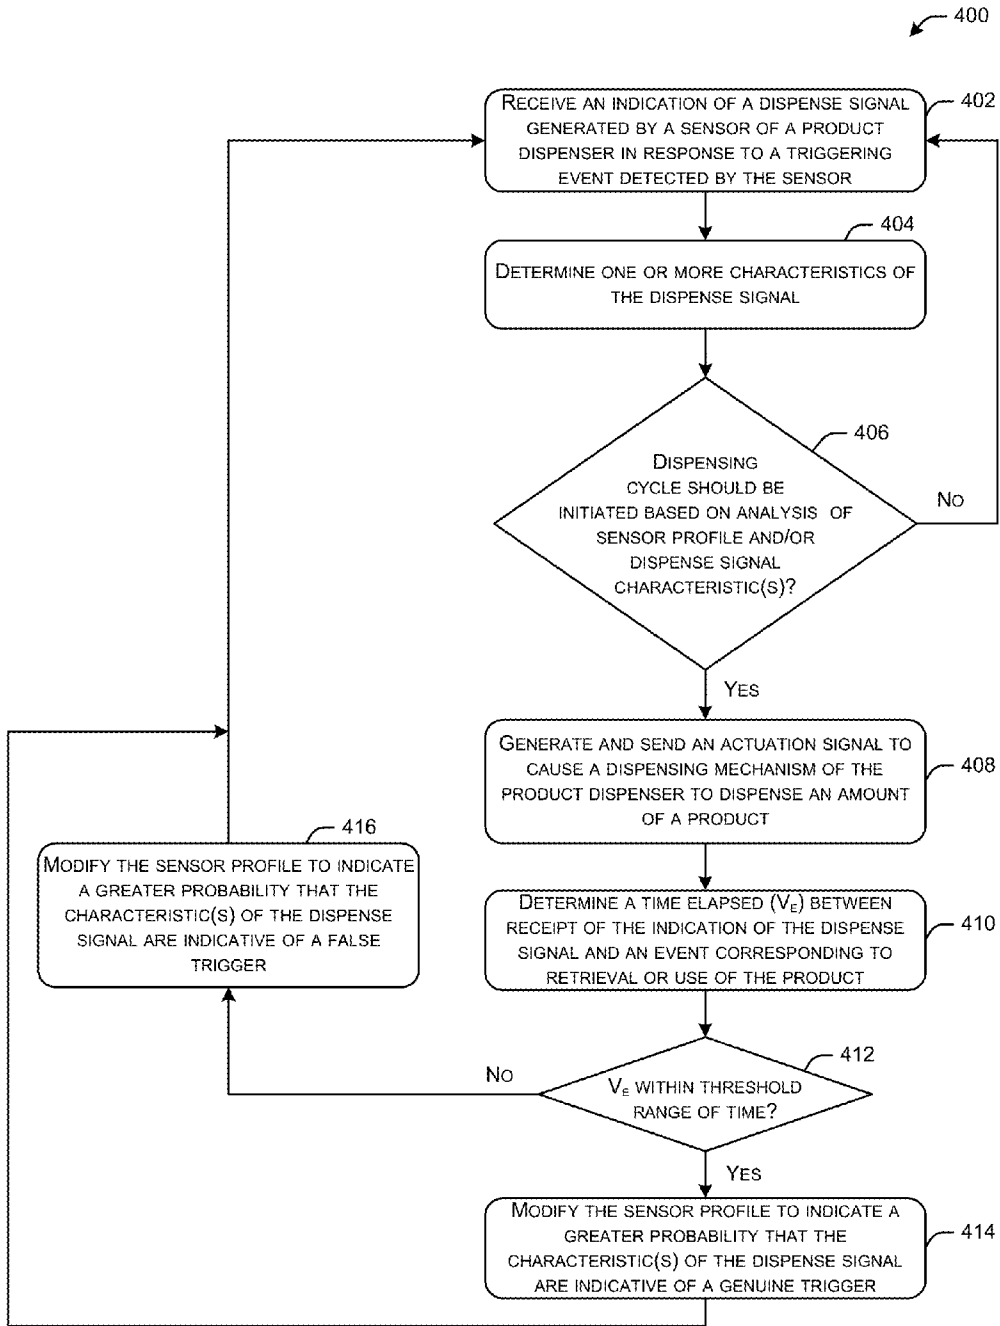 400
RECEIVE AN INDICATION OF A DISPENSE SIGNAL
GENERATED BY A SENSOR OF A PRODUCT
DISPENSER IN RESPONSE TO A TRIGGERING
EVENT DETECTED BY THE SENSOR
402
404
DETERMINE ONE OR MORE CHARACTERISTICS OF
THE DISPENSE SIGNAL
406
DISPENSING
CYCLE SHOULD BE
INITIATED BASED ON ANALYSIS OF
SENSOR PROFILE AND/OR
DISPENSE SIGNAL
CHARACTERISTIC(S)?
NO
YES
GENERATE AND SEND AN ACTUATION SIGNAL TO
CAUSE A DISPENSING MECHANISM OF THE
PRODUCT DISPENSER TO DISPENSE AN AMOUNT
OF A PRODUCT
408
416
MODIFY THE SENSOR PROFILE TO INDICATE
A GREATER PROBABILITY THAT THE
CHARACTERISTIC(S) OF THE DISPENSE
SIGNAL ARE INDICATIVE OF A FALSE
TRIGGER
DETERMINE A TIME ELAPSED (VE) BETWEEN
RECEIPT OF THE INDICATION OF THE DISPENSE
SIGNAL AND AN EVENT CORRESPONDING TO
RETRIEVAL OR USE OF THE PRODUCT
410
412
NO
VE WITHIN THRESHOLD
RANGE OF TIME?
YES
MODIFY THE SENSOR PROFILE TO INDICATE A
GREATER PROBABILITY THAT THE
CHARACTERISTIC(S) OF THE DISPENSE SIGNAL
ARE INDICATIVE OF A GENUINE TRIGGER
414